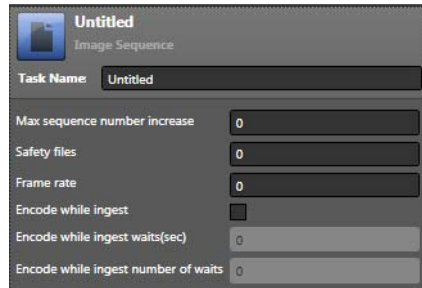 Untitled
Image Sequence
Task Name Untitled
Max sequence number increase 0
Safety files 0
Frame rate 0
Encode while ingest
Encode while ingest waits(sec) 0
Encode while ingest number of waits 0